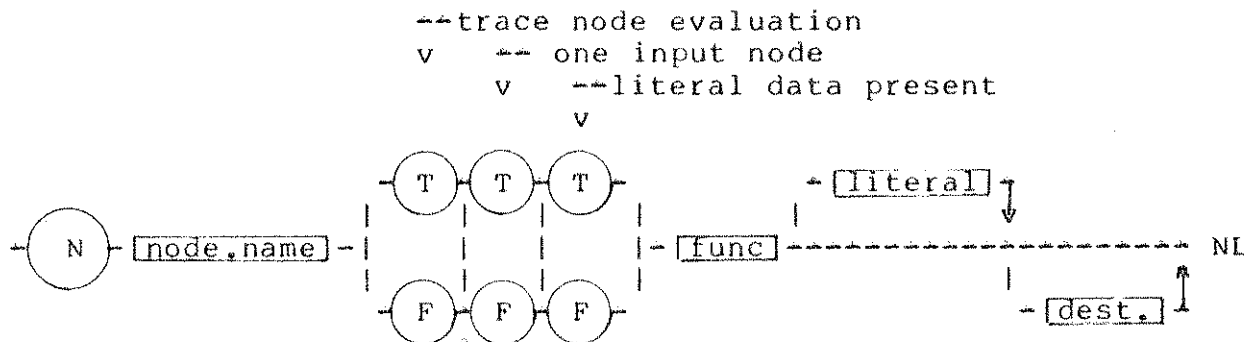 --trace node evaluation
v -- one input node
v --literal data present
v
T T T
literal
N node.name func NL
dest.
F F F